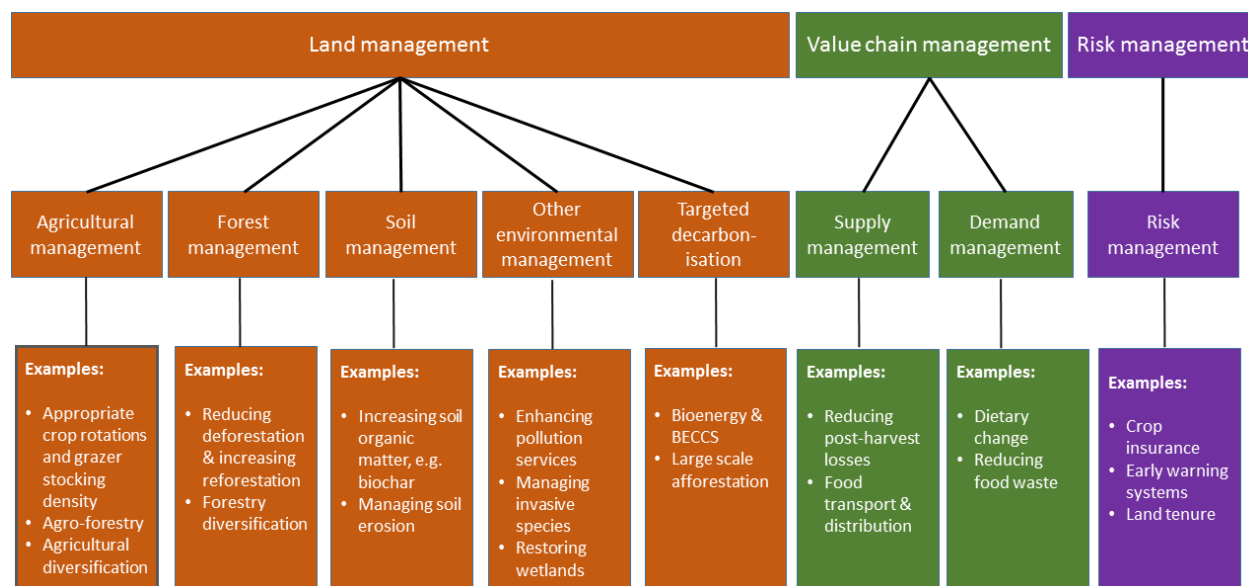 Land management
Value chain management
Risk management
Agricultural
management
Forest
management
Soil
management
Other
environmental
management
Targeted
decarbon-
isation
Supply
management
Demand
management
Risk
management
Examples:
• Appropriate
crop rotations
and grazer
stocking
density
• Agro-forestry
• Agricultural
diversification
Examples:
• Reducing
deforestation
& increasing
reforestation
• Forestry
diversification
Examples:
• Increasing soil
organic
matter, e.g.
biochar
• Managing soil
erosion
Examples:
• Enhancing
pollution
services
• Managing
invasive
species
• Restoring
wetlands
Examples:
• Bioenergy &
BECCS
• Large scale
afforestation
Examples:
• Reducing
post-harvest
losses
• Food
transport &
distribution
Examples:
• Dietary
change
• Reducing
food waste
Examples:
• Crop
insurance
• Early warning
systems
• Land tenure